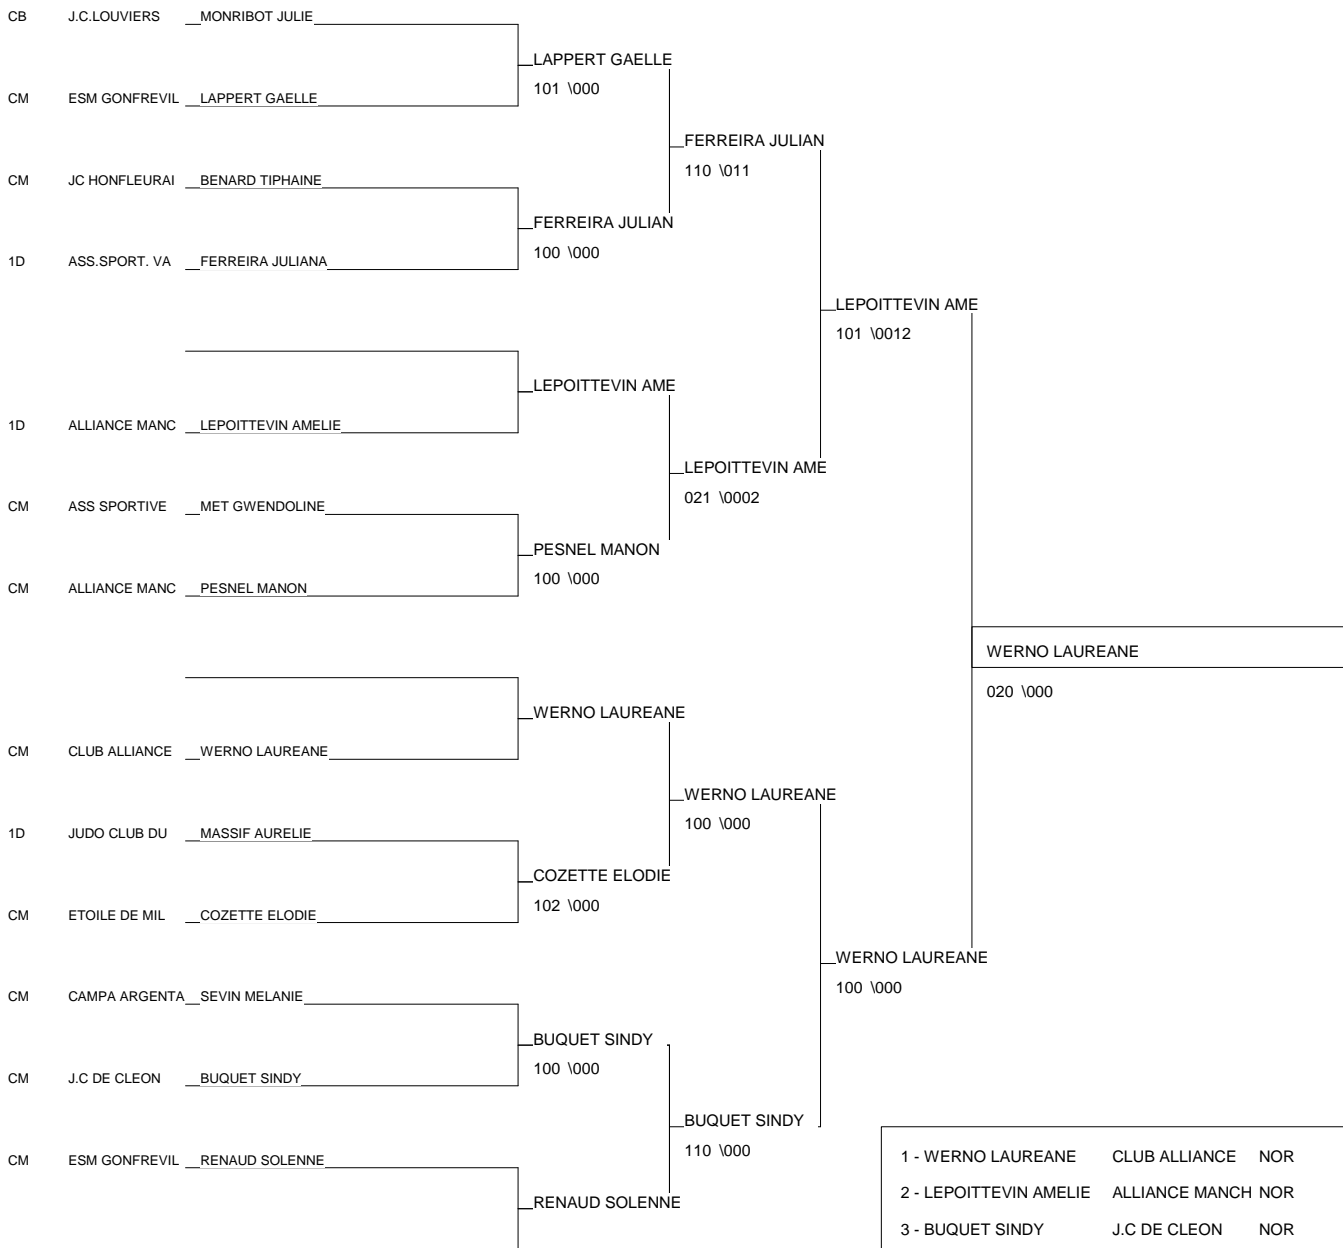 CB J.C.LOUVIERS MONRIBOT JULIE
LAPPERT GAELLE
101 \000
CM ESM GONFREVIL LAPPERT GAELLE
FERREIRA JULIAN
110 \011
CM JC HONFLEURAI BENARD TIPHAINE
FERREIRA JULIAN
100 \000
1D ASS.SPORT. VA FERREIRA JULIANA
LEPOITTEVIN AME
101 \0012
LEPOITTEVIN AME
1D ALLIANCE MANC LEPOITTEVIN AMELIE
LEPOITTEVIN AME
021 \0002
CM ASS SPORTIVE MET GWENDOLINE
PESNEL MANON
100 \000
CM ALLIANCE MANC PESNEL MANON
WERNO LAUREANE
020 \000
WERNO LAUREANE
CM CLUB ALLIANCE WERNO LAUREANE
WERNO LAUREANE
100 \000
1D JUDO CLUB DU MASSIF AURELIE
COZETTE ELODIE
102 \000
CM ETOILE DE MIL COZETTE ELODIE
WERNO LAUREANE
100 \000
CM CAMPA ARGENTA SEVIN MELANIE
BUQUET SINDY
100 \000
CM J.C DE CLEON BUQUET SINDY
BUQUET SINDY
110 \000
CM ESM GONFREVIL RENAUD SOLENNE
RENAUD SOLENNE
1 - WERNO LAUREANE CLUB ALLIANCE NOR
2 - LEPOITTEVIN AMELIE ALLIANCE MANCH NOR
3 - BUQUET SINDY J.C DE CLEON NOR